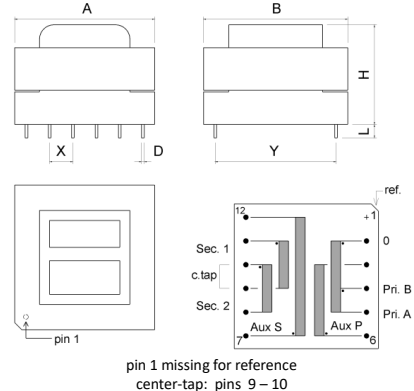 A
B
H
L
X
D
Y
ref.
12
+1
Sec. 1
0
c.tap
Pri. B
Sec. 2
Pri. A
Aux S
Aux P
7
6
pin 1
pin 1 missing for reference
center-tap: pins 9 – 10